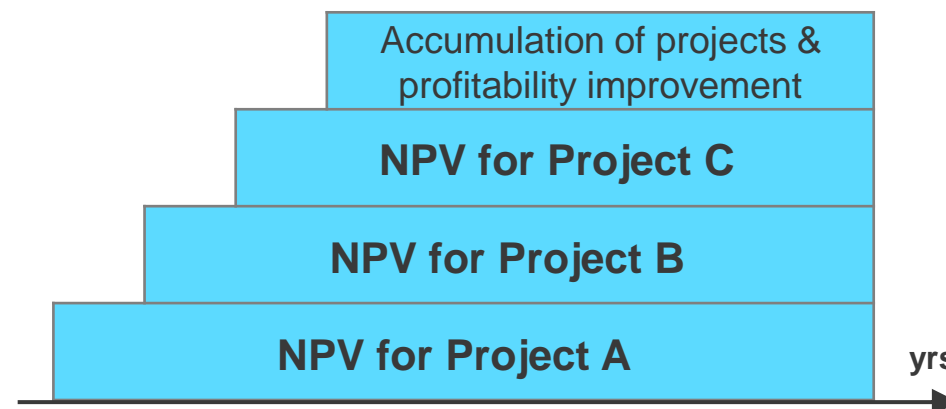 Accumulation of projects &
profitability improvement
NPV for Project C
NPV for Project B
NPV for Project A
yrs